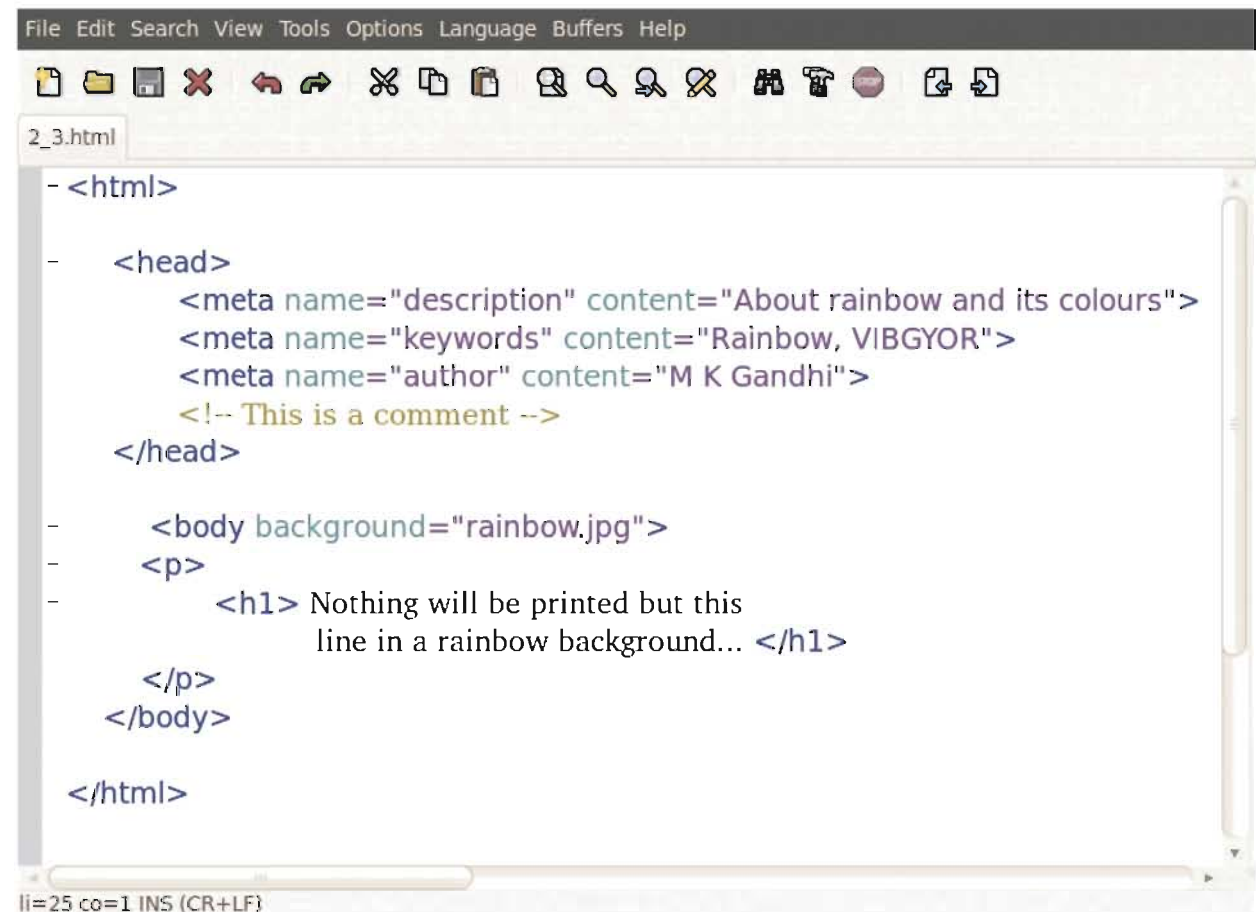 File Edit Search View Tools Options Language Buffers Help
2_3.html
<html>
<head>
<meta name="description" content="About rainbow and its colours">
<meta name="keywords" content="Rainbow, VIBGYOR">
<meta name="author" content="M K Gandhi">
<!-- This is a comment -->
</head>
<body background="rainbow.jpg">
<p>
<h1> Nothing will be printed but this
line in a rainbow background... </h1>
</p>
</body>
</html>
li=25 co=1 INS (CR+LF)